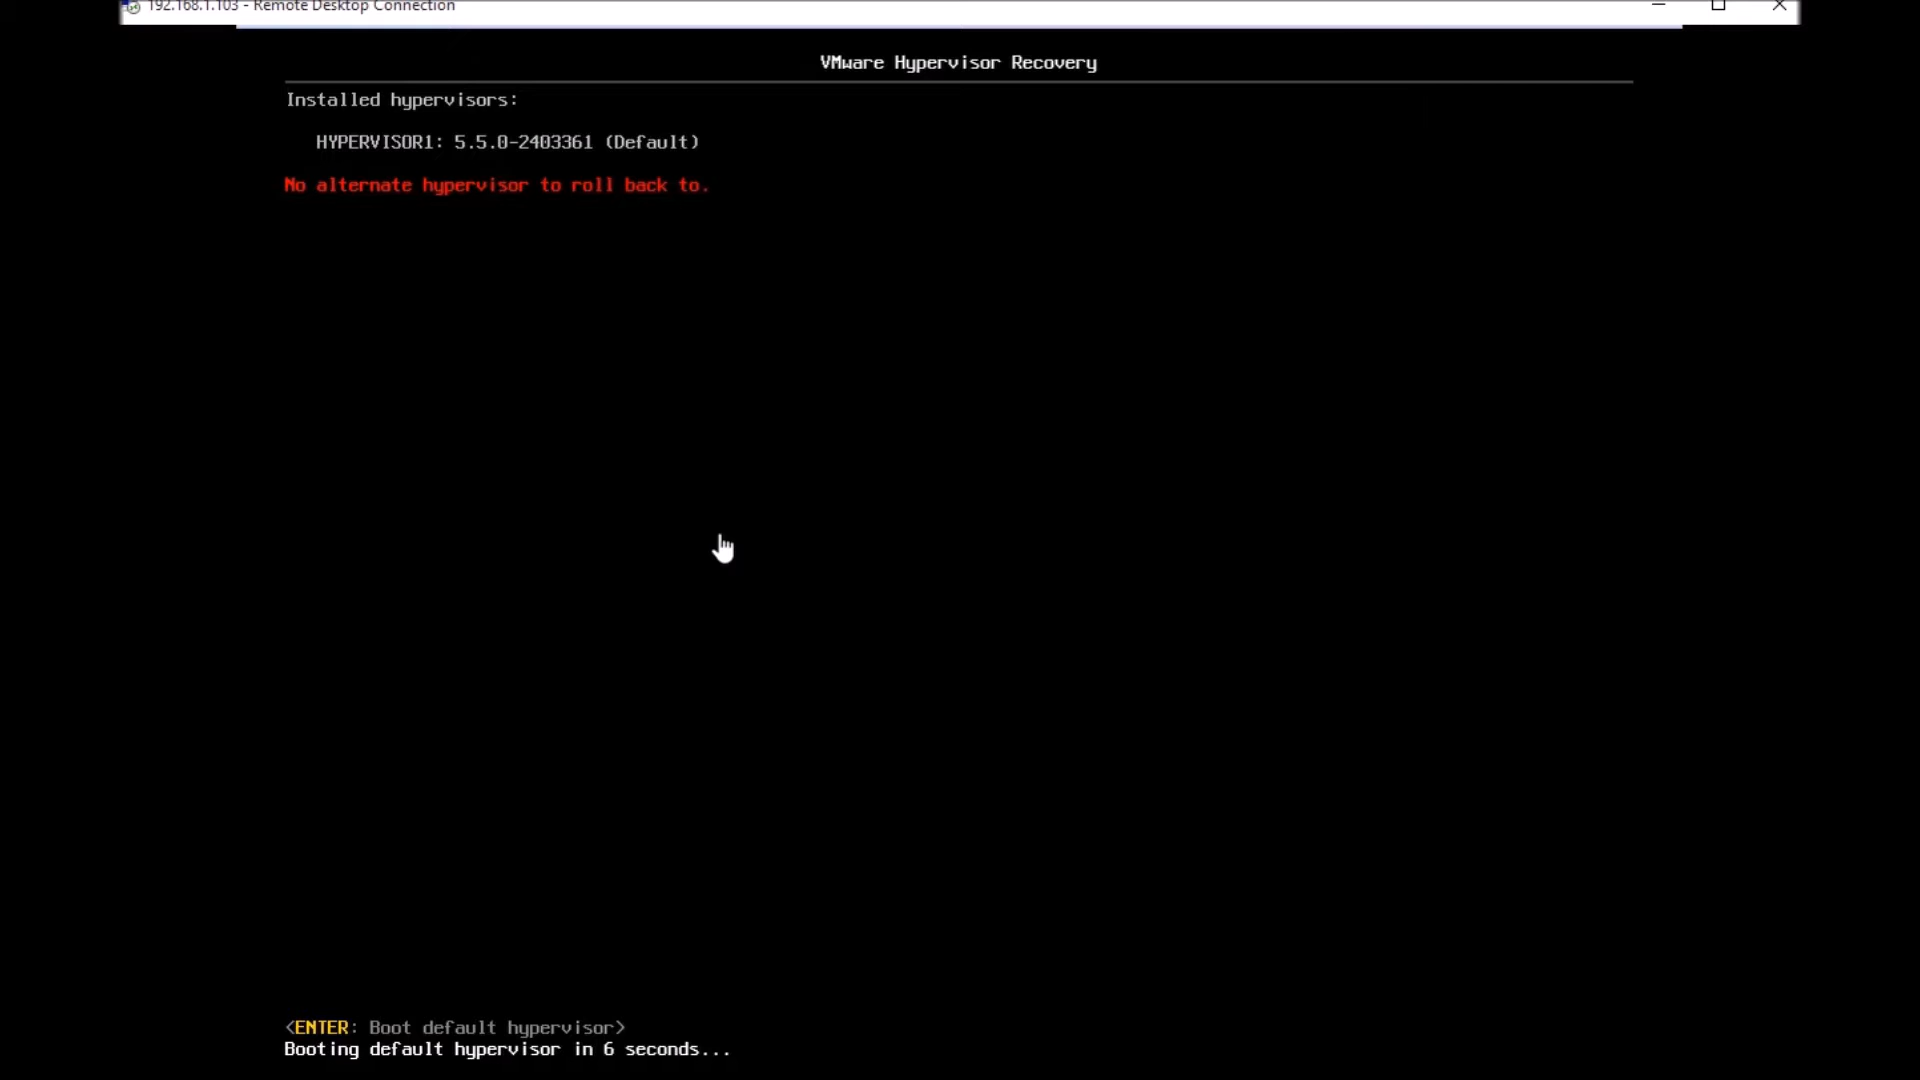 192.168.1.103 - Remote Desktop Connection
VMware Hypervisor Recovery
Installed hypervisors:
HYPERVISOR1: 5.5.0-2403361 (Default)
No alternate hypervisor to roll back to.
<ENTER: Boot default hypervisor>
Booting default hypervisor in 6 seconds...